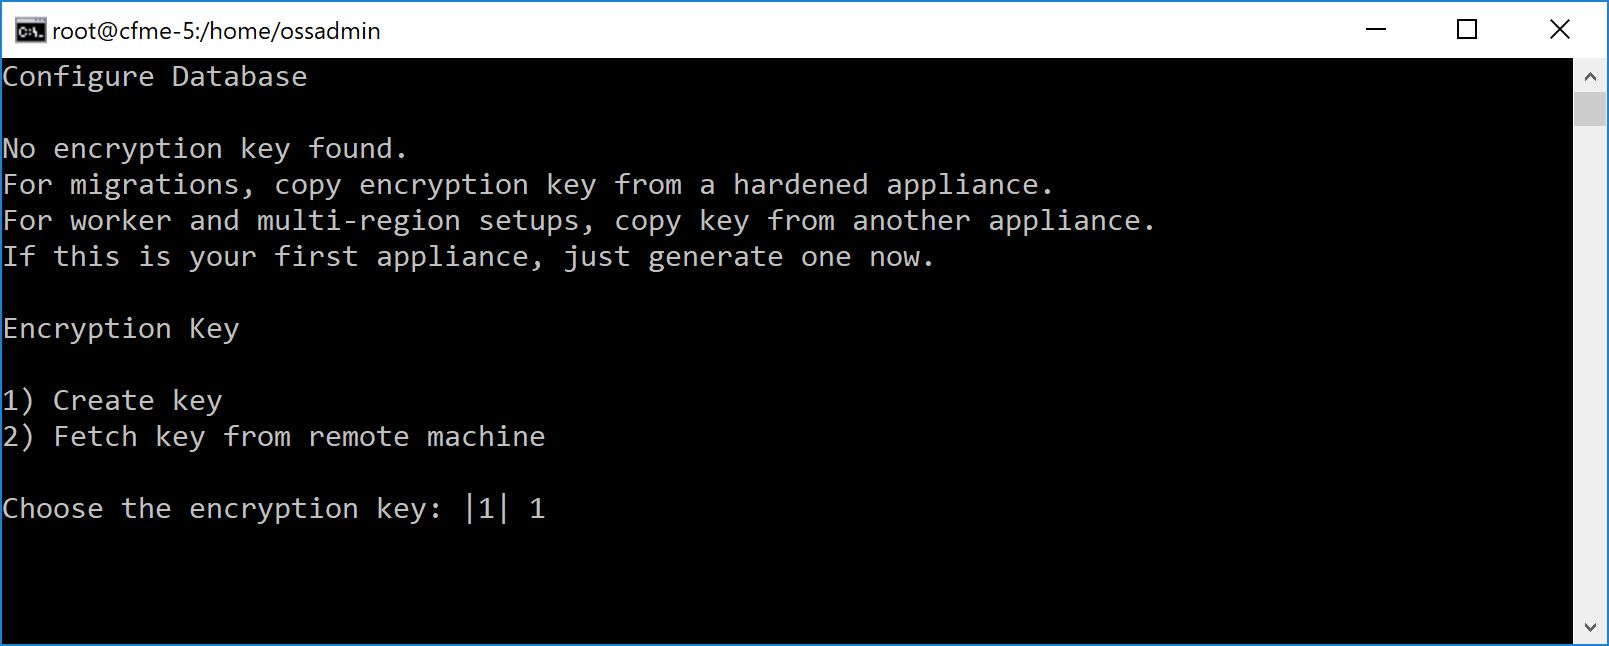 root@cfme-5:/home/ossadmin
Configure Database
No encryption key found.
For migrations, copy encryption key from a hardened appliance.
For worker and multi-region setups, copy key from another appliance.
If this is your first appliance, just generate one now.
Encryption Key
1) Create key
2) Fetch key from remote machine
Choose the encryption key: |1| 1